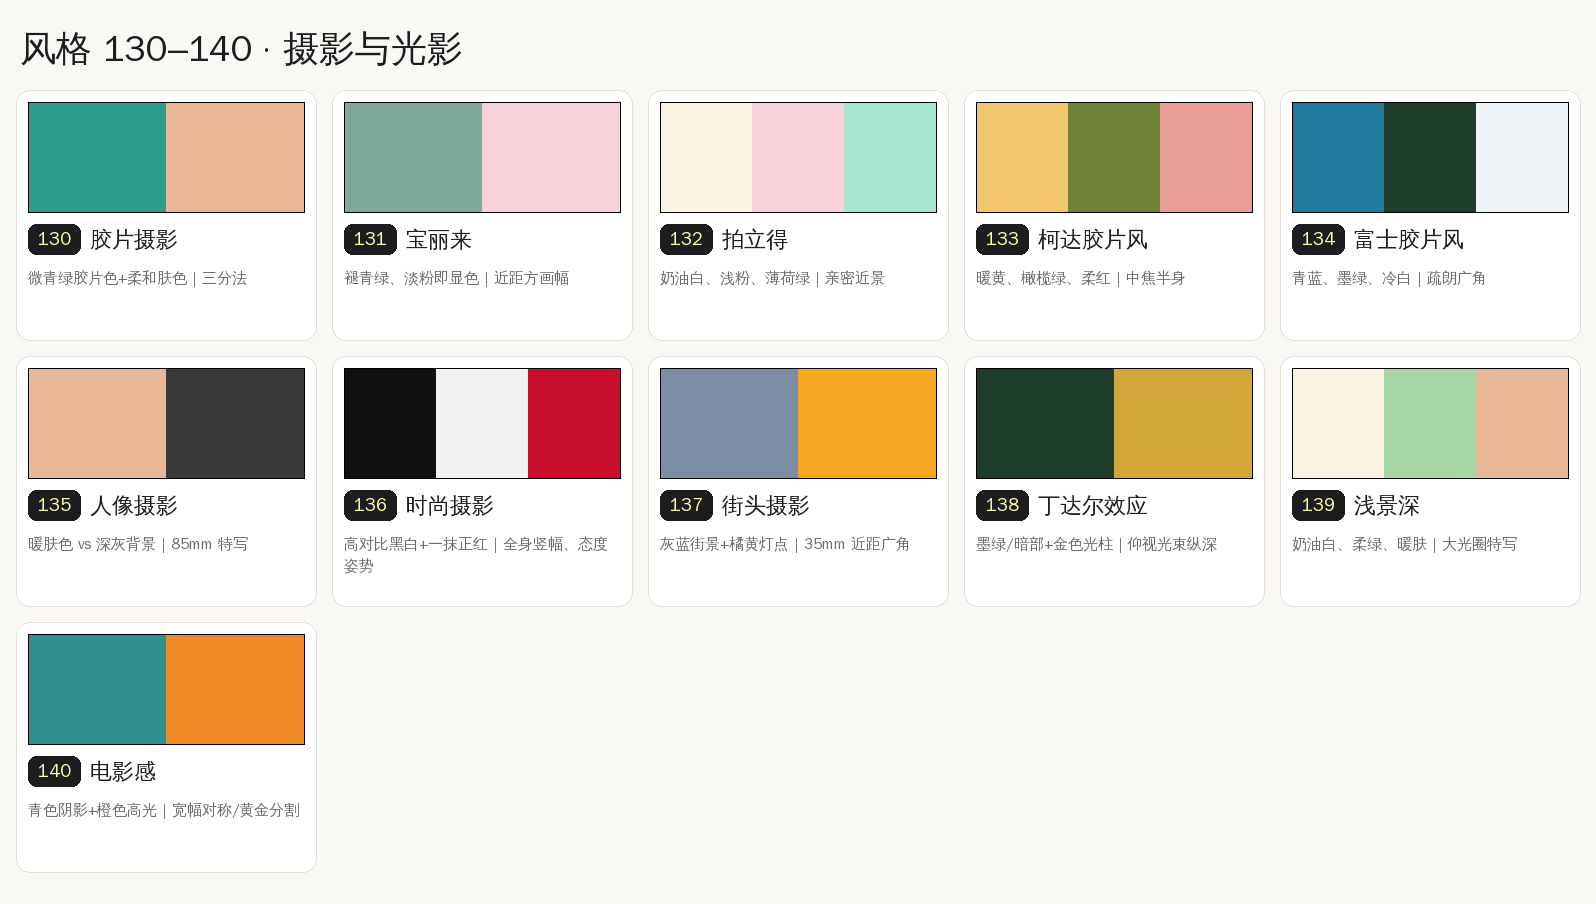 风格 130–140 · 摄影与光影
130 胶片摄影
微青绿胶片色+柔和肤色｜三分法
131 宝丽来
褪青绿、淡粉即显色｜近距方画幅
132 拍立得
奶油白、浅粉、薄荷绿｜亲密近景
133 柯达胶片风
暖黄、橄榄绿、柔红｜中焦半身
134 富士胶片风
青蓝、墨绿、冷白｜疏朗广角
135 人像摄影
暖肤色 vs 深灰背景｜85mm 特写
136 时尚摄影
高对比黑白+一抹正红｜全身竖幅、态度
姿势
137 街头摄影
灰蓝街景+橘黄灯点｜35mm 近距广角
138 丁达尔效应
墨绿/暗部+金色光柱｜仰视光束纵深
139 浅景深
奶油白、柔绿、暖肤｜大光圈特写
140 电影感
青色阴影+橙色高光｜宽幅对称/黄金分割